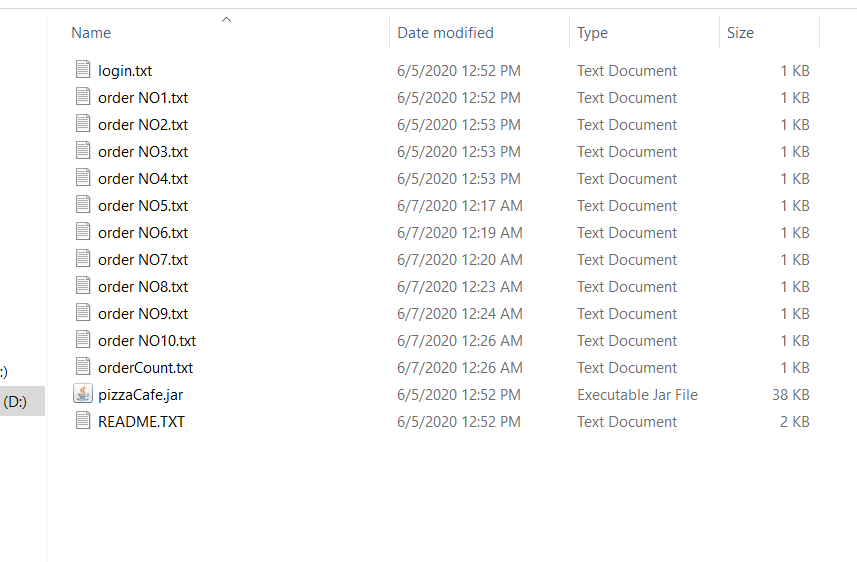 Name Date modified Type Size
login.txt 6/5/2020 12:52 PM Text Document 1 KB
order NO1.txt 6/5/2020 12:52 PM Text Document 1 KB
order NO2.txt 6/5/2020 12:53 PM Text Document 1 KB
order NO3.txt 6/5/2020 12:53 PM Text Document 1 KB
order NO4.txt 6/5/2020 12:53 PM Text Document 1 KB
order NO5.txt 6/7/2020 12:17 AM Text Document 1 KB
order NO6.txt 6/7/2020 12:19 AM Text Document 1 KB
order NO7.txt 6/7/2020 12:20 AM Text Document 1 KB
order NO8.txt 6/7/2020 12:23 AM Text Document 1 KB
order NO9.txt 6/7/2020 12:24 AM Text Document 1 KB
order NO10.txt 6/7/2020 12:26 AM Text Document 1 KB
:) orderCount.txt 6/7/2020 12:26 AM Text Document 1 KB
(D:) pizzaCafe.jar 6/5/2020 12:52 PM Executable Jar File 38 KB
README.TXT 6/5/2020 12:52 PM Text Document 2 KB